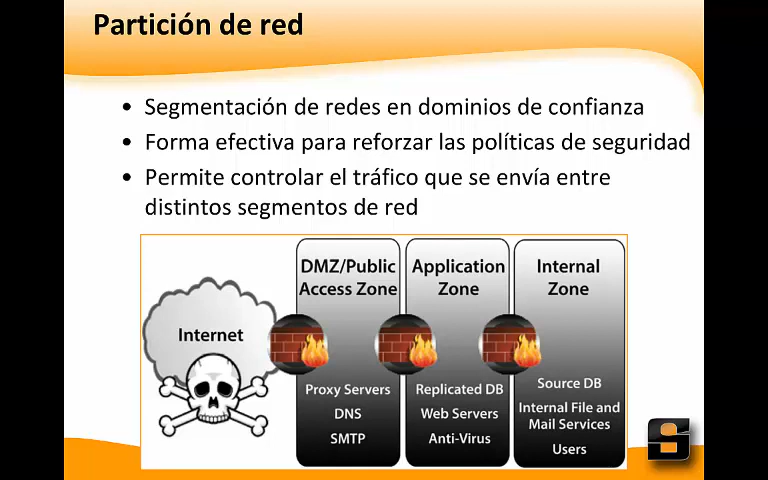 Partición de red
• Segmentación de redes en dominios de confianza
• Forma efectiva para reforzar las políticas de seguridad
• Permite controlar el tráfico que se envía entre
distintos segmentos de red
Internet
DMZ/Public
Access Zone
Proxy Servers
DNS
SMTP
Application
Zone
Replicated DB
Web Servers
Anti-Virus
Internal
Zone
Source DB
Internal File and
Mail Services
Users